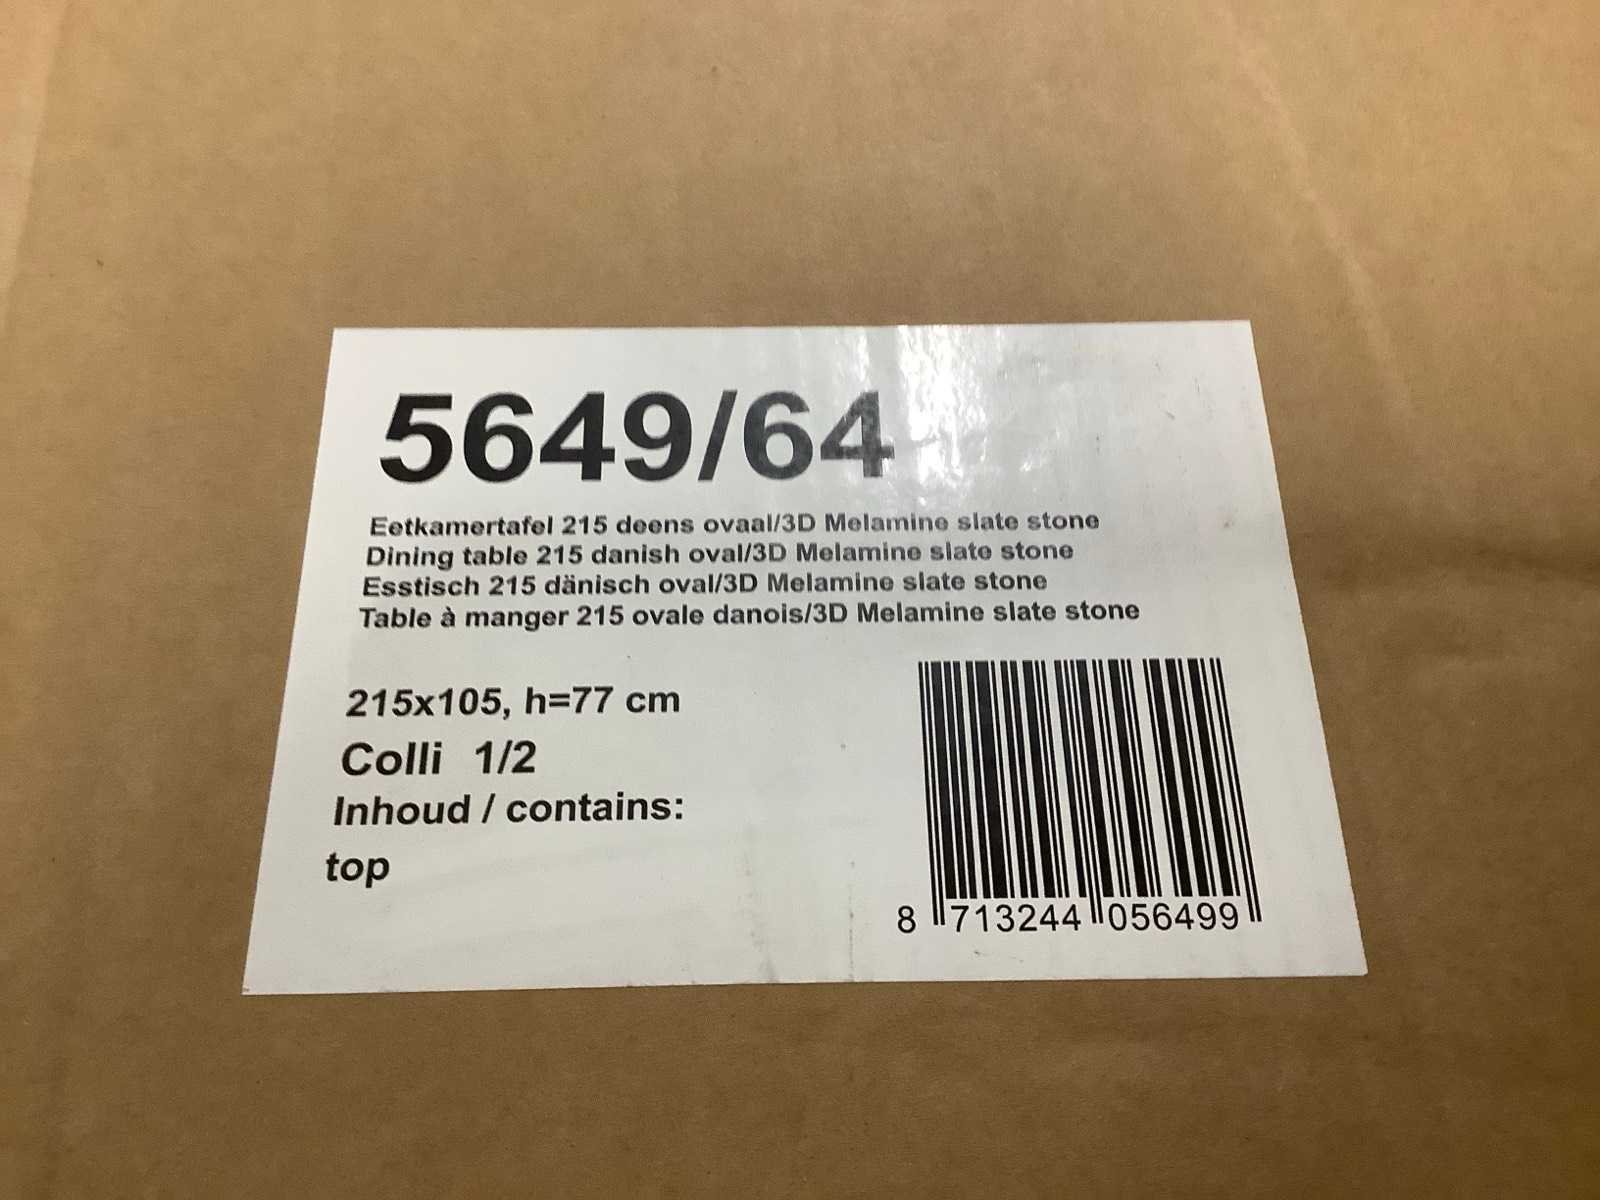 5649/64
Eetkamertafel 215 deens ovaal/3D Melamine slate stone
Dining table 215 danish oval/3D Melamine slate stone
Esstisch 215 dänisch oval/3D Melamine slate stone
Table à manger 215 ovale danois/3D Melamine slate stone
215x105, h=77 cm
Colli 1/2
Inhoud / contains:
top
8 713244 056499